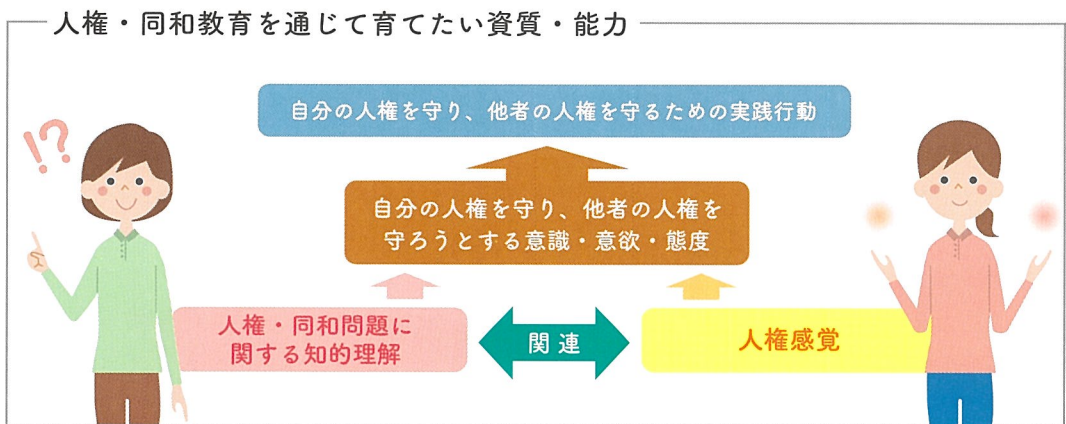 人権・同和教育を通じて育てたい資質・能力
!?
自分の人権を守り、他者の人権を守るための実践行動
自分の人権を守り、他者の人権を
守ろうとする意識・意欲・態度
人権・同和問題に
関する知的理解
関連
人権感覚